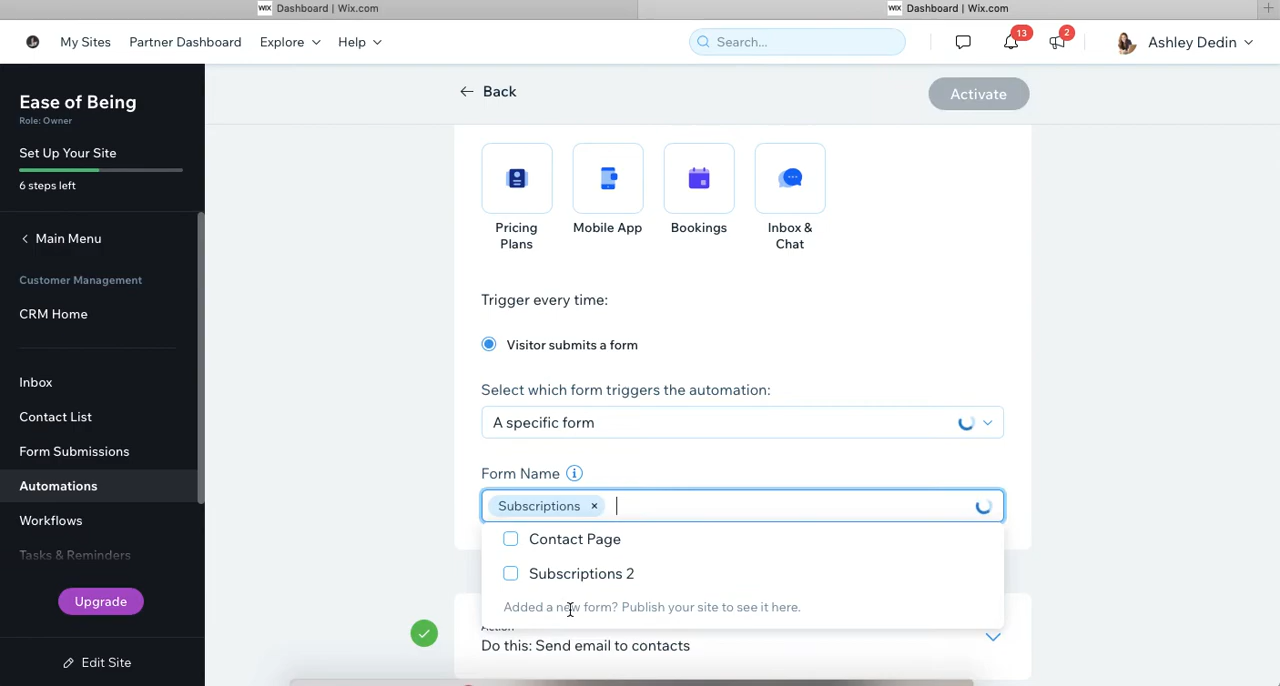 WIX Dashboard | Wix.com
WIX Dashboard | Wix.com
My Sites Partner Dashboard Explore Help
Search...
13
2
Ashley Dedin
Ease of Being
Role: Owner
Set Up Your Site
6 steps left
Main Menu
Customer Management
CRM Home
Inbox
Contact List
Form Submissions
Automations
Workflows
Tasks & Reminders
Upgrade
Edit Site
Back
Activate
Pricing
Plans
Mobile App
Bookings
Inbox &
Chat
Trigger every time:
Visitor submits a form
Select which form triggers the automation:
A specific form
Form Name
Subscriptions ×
Contact Page
Subscriptions 2
Added a new form? Publish your site to see it here.
Action
Do this: Send email to contacts